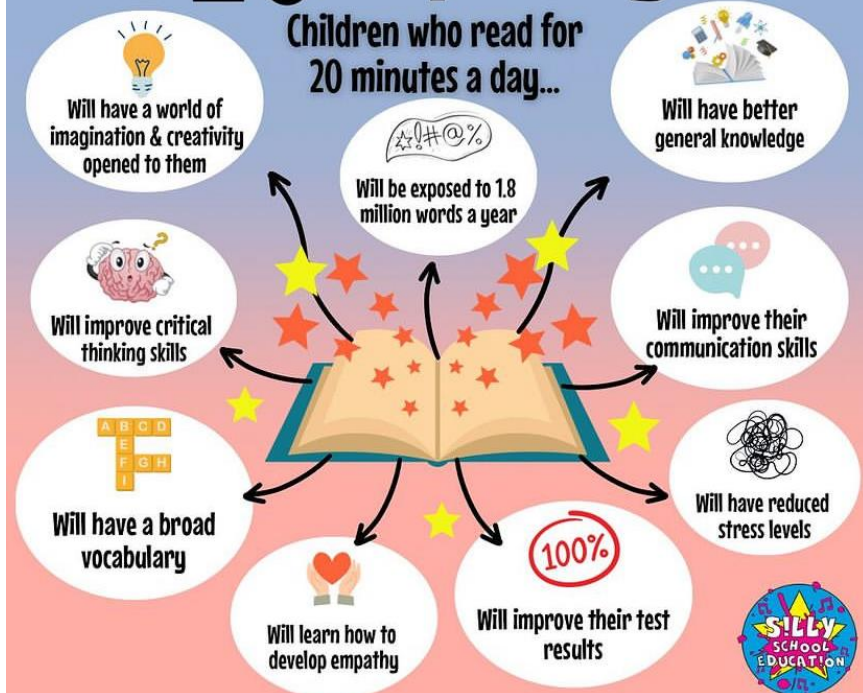 Children who read for
20 minutes a day...
Will have a world of
imagination & creativity
opened to them
☆!#@%
Will be exposed to 1.8
million words a year
Will have better
general knowledge
?
Will improve critical
thinking skills
Will improve their
communication skills
A B C D
E
F G H
I
Will have a broad
vocabulary
Will have reduced
stress levels
Will learn how to
develop empathy
100%
Will improve their test
results
S!LLY
SCHOOL
EDUCAT!ON